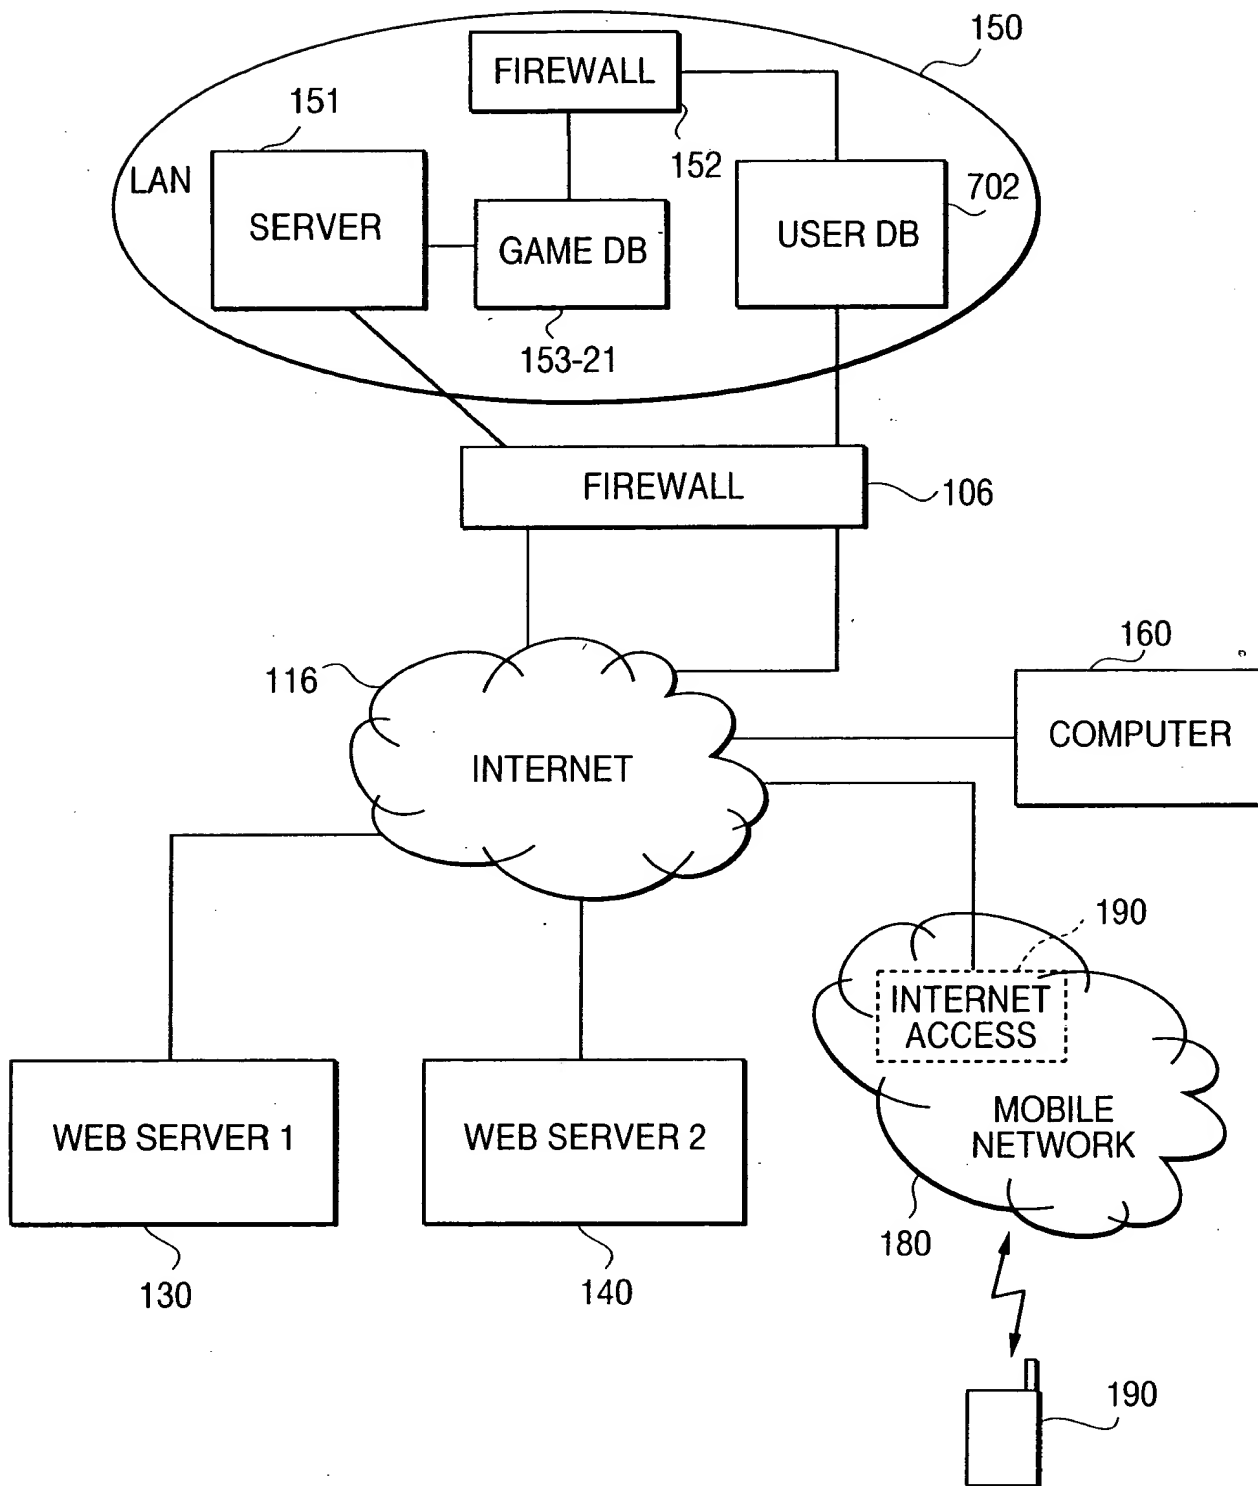 150
FIREWALL
151
152
LAN
702
SERVER
GAME DB
USER DB
153-21
FIREWALL
106
116
160
INTERNET
COMPUTER
190
INTERNET
ACCESS
MOBILE
NETWORK
WEB SERVER 1
WEB SERVER 2
180
130
140
190